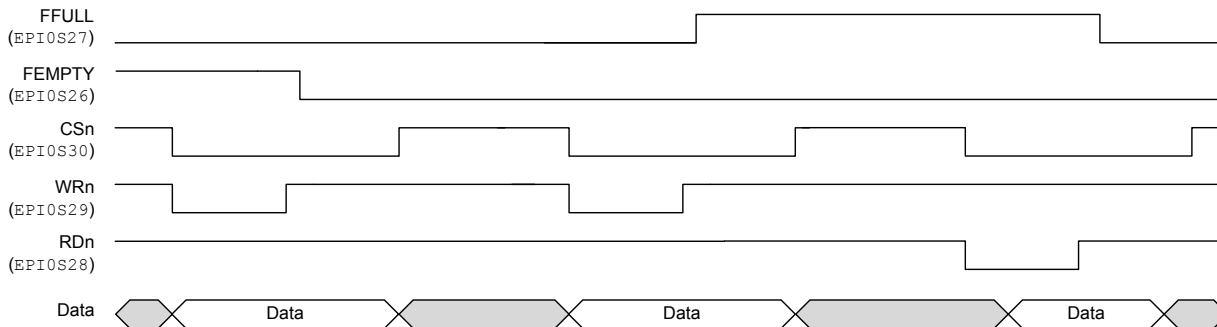 FFULL
(EPI0S27)
FEMPTY
(EPI0S26)
CSn
(EPI0S30)
WRn
(EPI0S29)
RDn
(EPI0S28)
Data Data Data Data